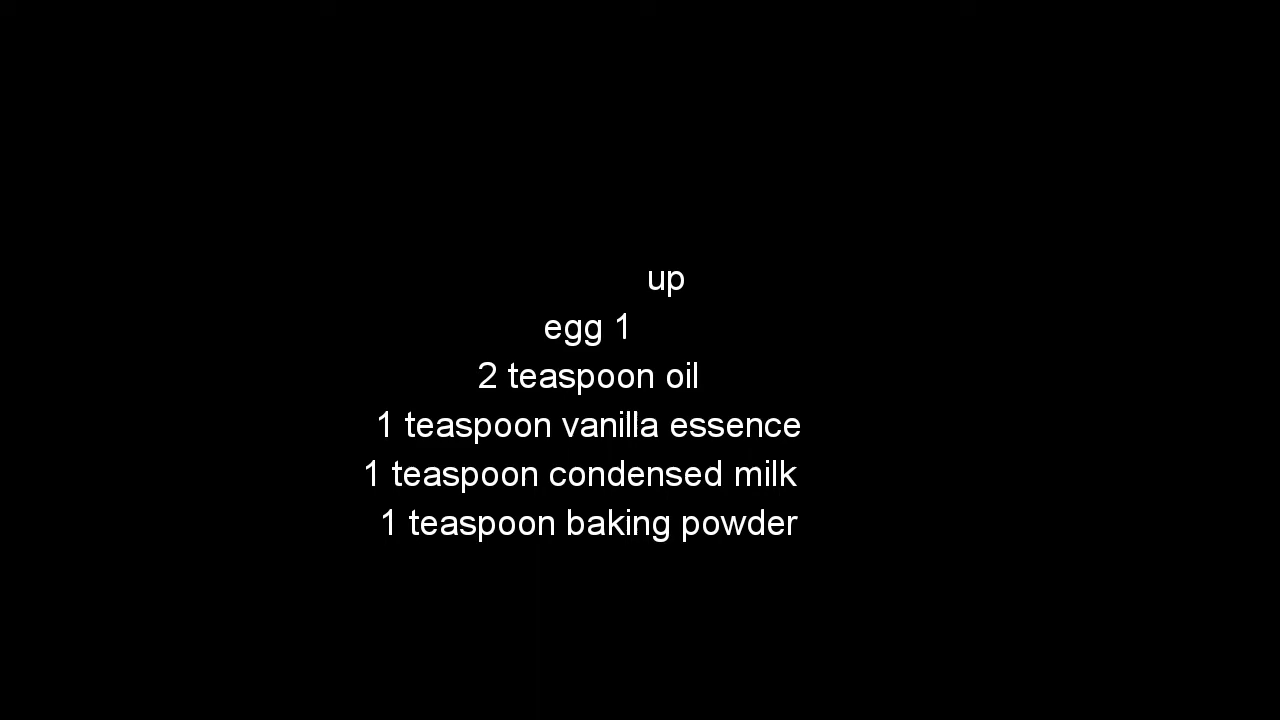 up
egg 1
2 teaspoon oil
1 teaspoon vanilla essence
1 teaspoon condensed milk
1 teaspoon baking powder